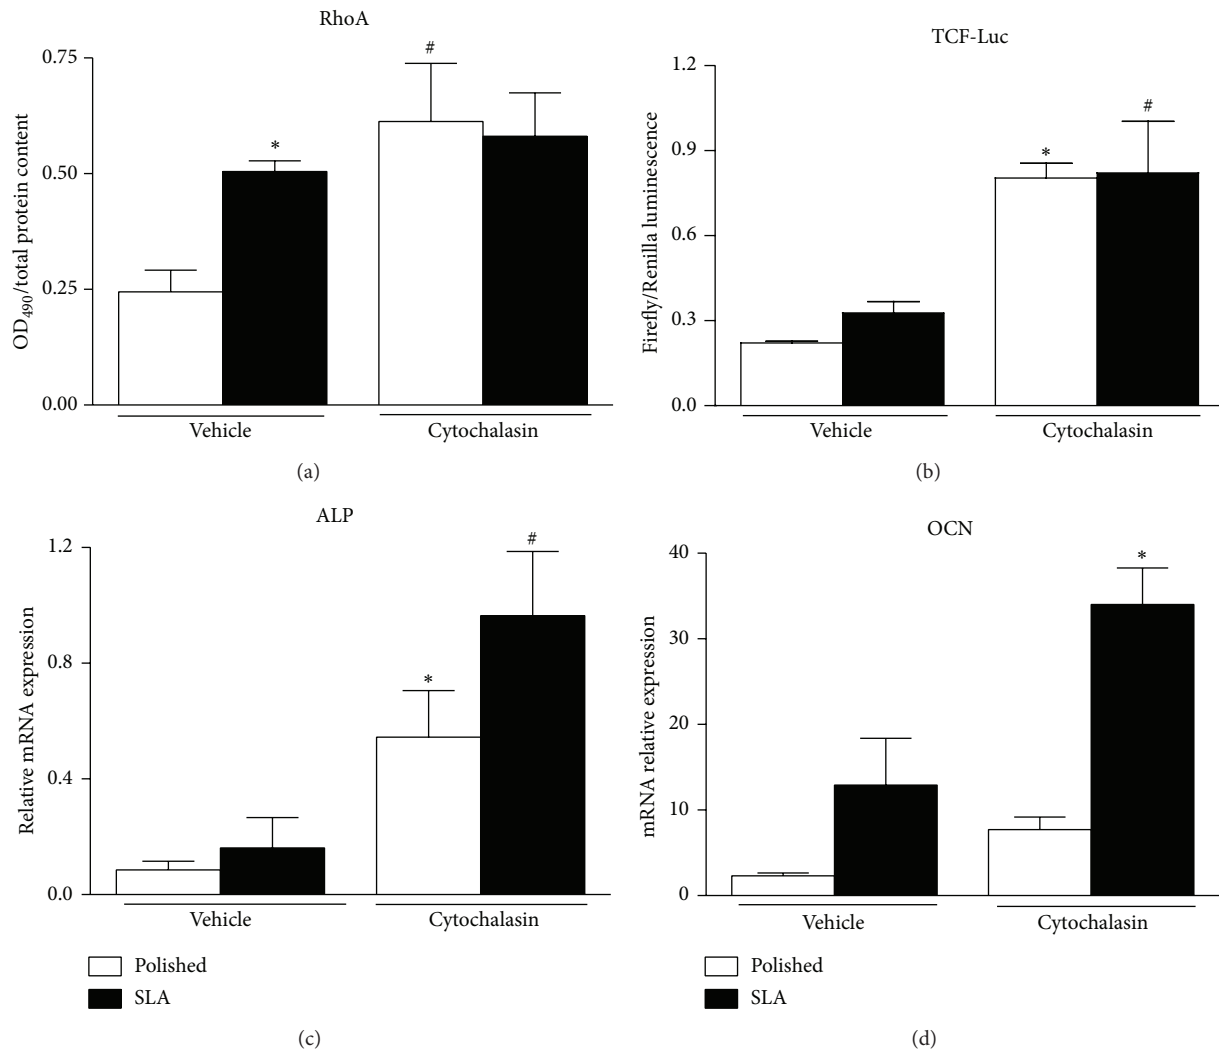 RhoA
0.75
0.50
0.25
0.00
OD490/total protein content
*
#
Vehicle
Cytochalasin
(a)
TCF-Luc
1.2
0.9
0.6
0.3
0.0
Firefly/Renilla luminescence
*
#
Vehicle
Cytochalasin
(b)
ALP
1.2
0.8
0.4
0.0
Relative mRNA expression
*
#
Vehicle
Cytochalasin
Polished
SLA
(c)
OCN
40
30
20
10
0
mRNA relative expression
*
Vehicle
Cytochalasin
Polished
SLA
(d)